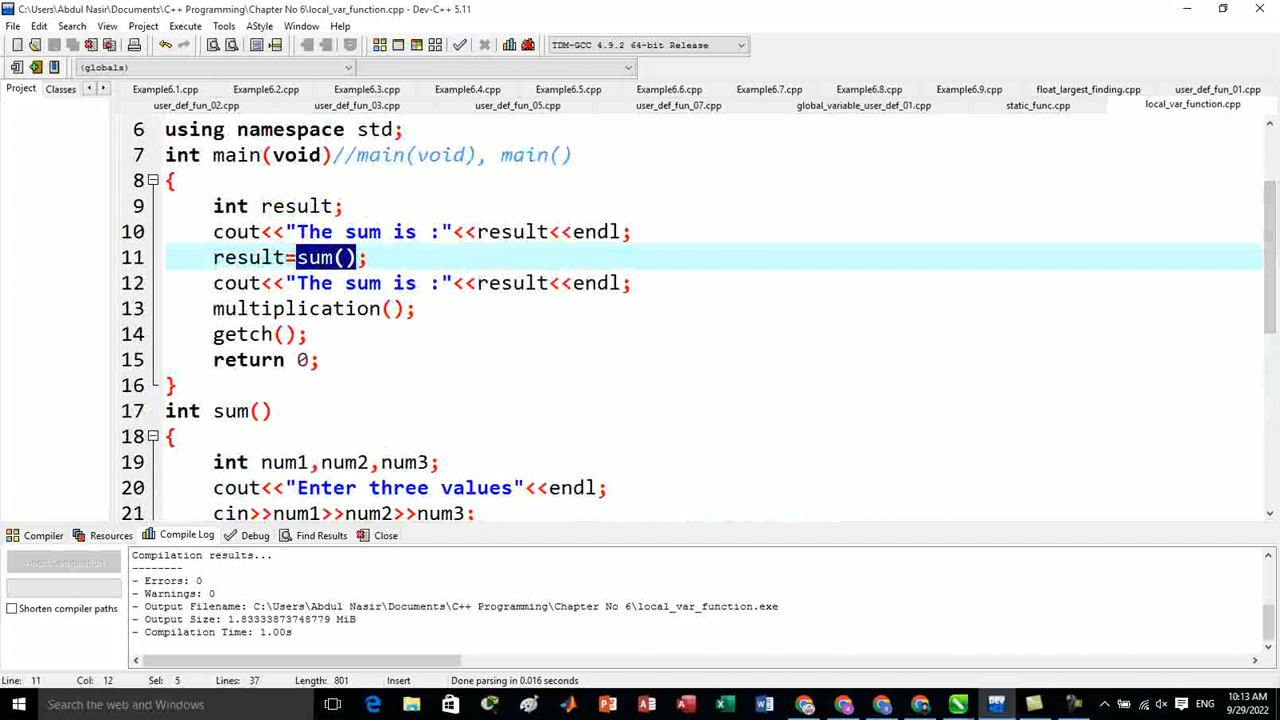 C:\Users\Abdul Nasir\Documents\C++ Programming\Chapter No 6\local_var_function.cpp - Dev-C++ 5.11
File Edit Search View Project Execute Tools AStyle Window Help
TDM-GCC 4.9.2 64-bit Release
(globals)
Project Classes
Example6.1.cpp Example6.2.cpp Example6.3.cpp Example6.4.cpp Example6.5.cpp Example6.6.cpp Example6.7.cpp Example6.8.cpp Example6.9.cpp float_largest_finding.cpp user_def_fun_01.cpp
user_def_fun_02.cpp user_def_fun_03.cpp user_def_fun_05.cpp user_def_fun_07.cpp global_variable_user_def_01.cpp static_func.cpp local_var_function.cpp
6 using namespace std;
7 int main(void)//main(void), main()
8 {
9 int result;
10 cout<<"The sum is :"<<result<<endl;
11 result=sum();
12 cout<<"The sum is :"<<result<<endl;
13 multiplication();
14 getch();
15 return 0;
16 }
17 int sum()
18 {
19 int num1,num2,num3;
20 cout<<"Enter three values"<<endl;
21 cin>>num1>>num2>>num3;
Compiler Resources Compile Log Debug Find Results Close
Abort Compilation
Shorten compiler paths
Compilation results...
--------
- Errors: 0
- Warnings: 0
- Output Filename: C:\Users\Abdul Nasir\Documents\C++ Programming\Chapter No 6\local_var_function.exe
- Output Size: 1.83333873748779 MiB
- Compilation Time: 1.00s
Line: 11 Col: 12 Sel: 5 Lines: 37 Length: 801 Insert Done parsing in 0.016 seconds
Search the web and Windows
ENG
10:13 AM
9/29/2022